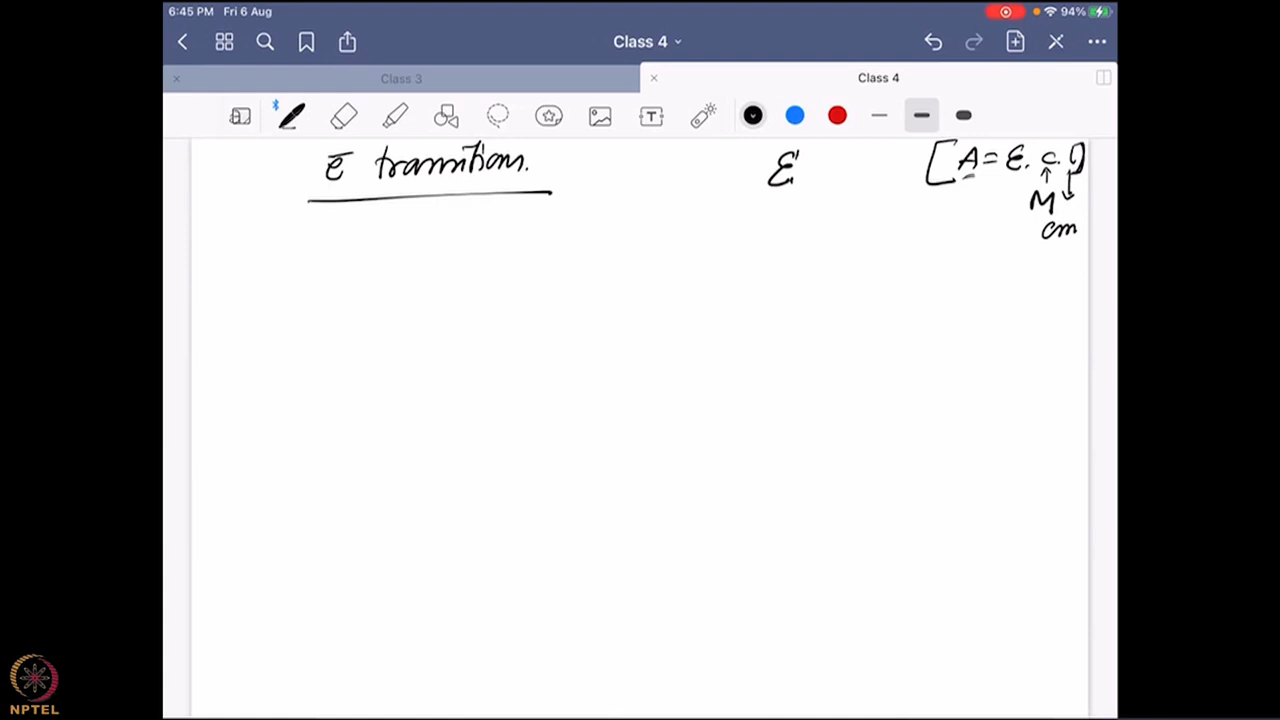 6:45 PM Fri 6 Aug 94%
Class 4
Class 3 Class 4
T
ē transitions. Ɛ [A = Ɛ. c. l]
M
cm
NPTEL